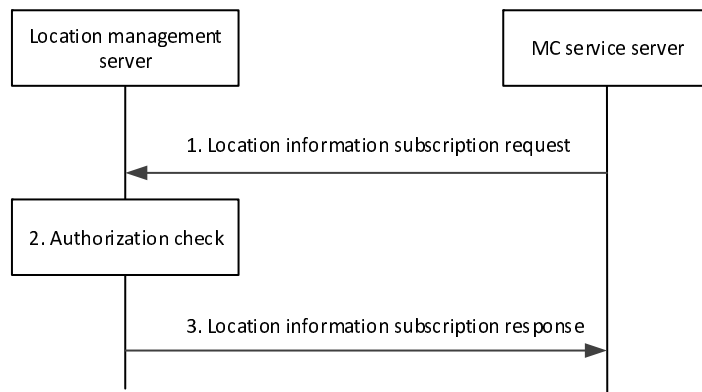 Location management
server
MC service server
1. Location information subscription request
2. Authorization check
3. Location information subscription response